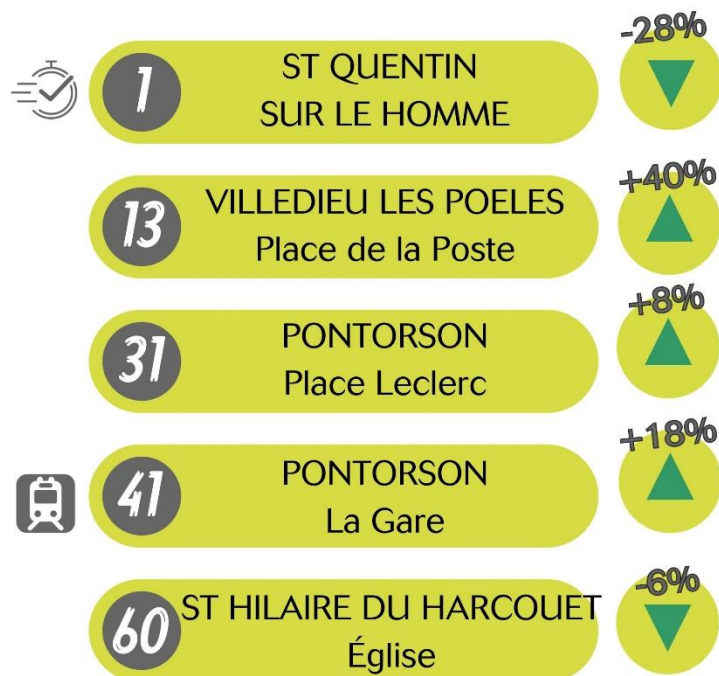 -28%
1
ST QUENTIN
SUR LE HOMME
+40%
13
VILLEDIEU LES POELES
Place de la Poste
+8%
31
PONTORSON
Place Leclerc
+18%
41
PONTORSON
La Gare
-6%
60
ST HILAIRE DU HARCOUET
Église